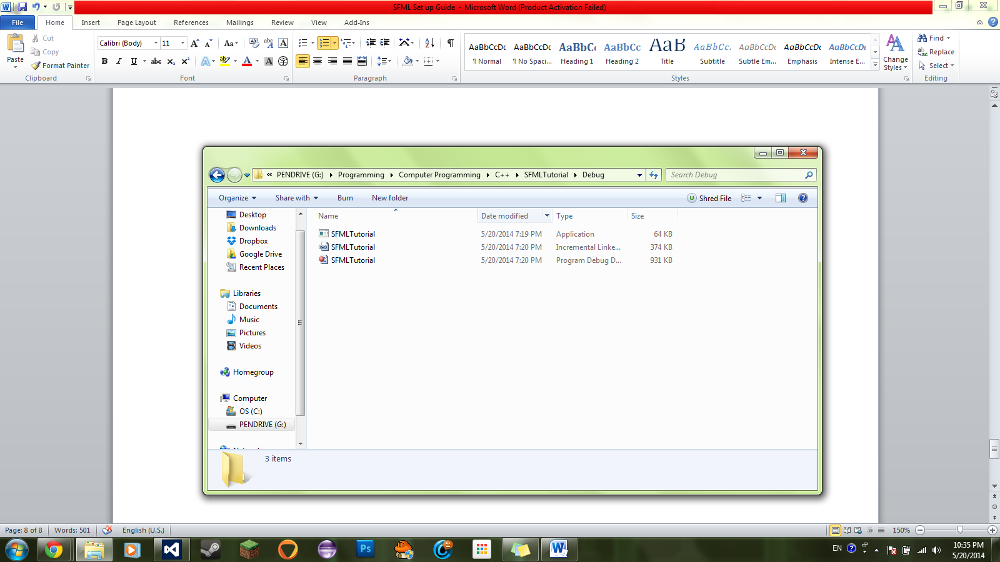 SFML Set up Guide - Microsoft Word (Product Activation Failed)
File Home Insert Page Layout References Mailings Review View Add-Ins
Paste
Cut
Copy
Format Painter
Clipboard
Calibri (Body) 11
Font
Paragraph
AaBbCcDc AaBbCcDc AaBbCc AaBbCc AaB AaBbCc. AaBbCcDc AaBbCcDc AaBbCcDc
¶ Normal ¶ No Spaci... Heading 1 Heading 2 Title Subtitle Subtle Em... Emphasis Intense E...
Styles
Change Styles
Find
Replace
Select
Editing
« PENDRIVE (G:) Programming Computer Programming C++ SFMLTutorial Debug
Search Debug
Organize Share with Burn New folder Shred File
Desktop
Downloads
Dropbox
Google Drive
Recent Places
Libraries
Documents
Music
Pictures
Videos
Homegroup
Computer
OS (C:)
PENDRIVE (G:)
Name Date modified Type Size
SFMLTutorial 5/20/2014 7:19 PM Application 64 KB
SFMLTutorial 5/20/2014 7:20 PM Incremental Linke... 374 KB
SFMLTutorial 5/20/2014 7:20 PM Program Debug D... 931 KB
3 items
Page: 8 of 8 Words: 501 English (U.S.) 150%
Ps
EN
10:35 PM
5/20/2014